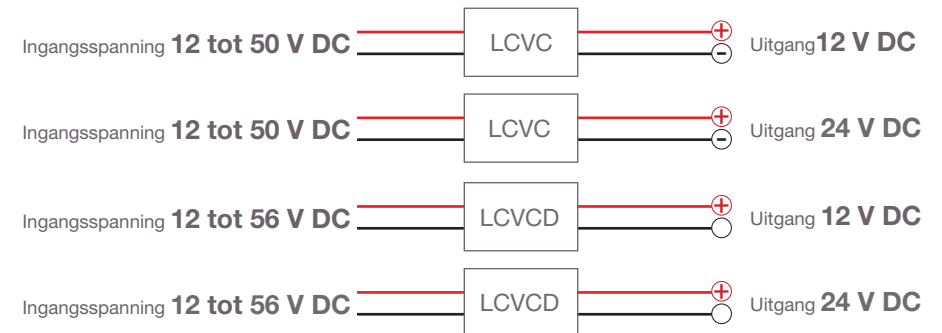 Ingangsspanning 12 tot 50 V DC LCVC + - Uitgang12 V DC
Ingangsspanning 12 tot 50 V DC LCVC + - Uitgang 24 V DC
Ingangsspanning 12 tot 56 V DC LCVCD + Uitgang 12 V DC
Ingangsspanning 12 tot 56 V DC LCVCD + Uitgang 24 V DC